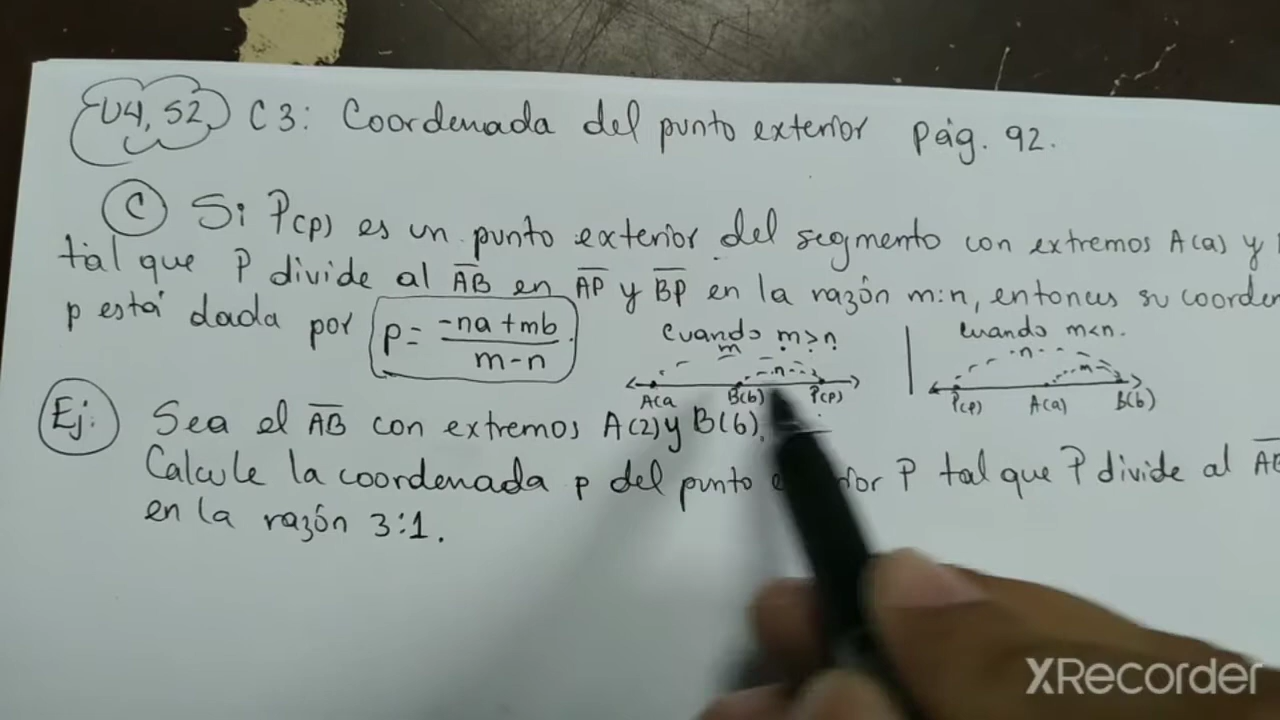 U4, S2 C3: Coordenada del punto exterior pág. 92.
C Si P(p) es un punto exterior del segmento con extremos A(a) y
tal que P divide al AB en AP y BP en la razón m:n, entonces su coorden
p está dada por p= -na+mb / m-n
cuando m>n
m
n
A(a B(b) P(p)
cuando m<n.
n
m
P(p) A(a) B(b)
Ej: Sea el AB con extremos A(2) y B(6).
Calcule la coordenada p del punto P tal que P divide al
en la razón 3:1.
XRecorder